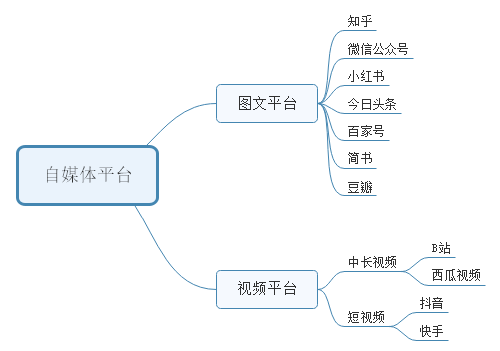 自媒体平台
图文平台
知乎
微信公众号
小红书
今日头条
百家号
简书
豆瓣
视频平台
中长视频
B站
西瓜视频
短视频
抖音
快手